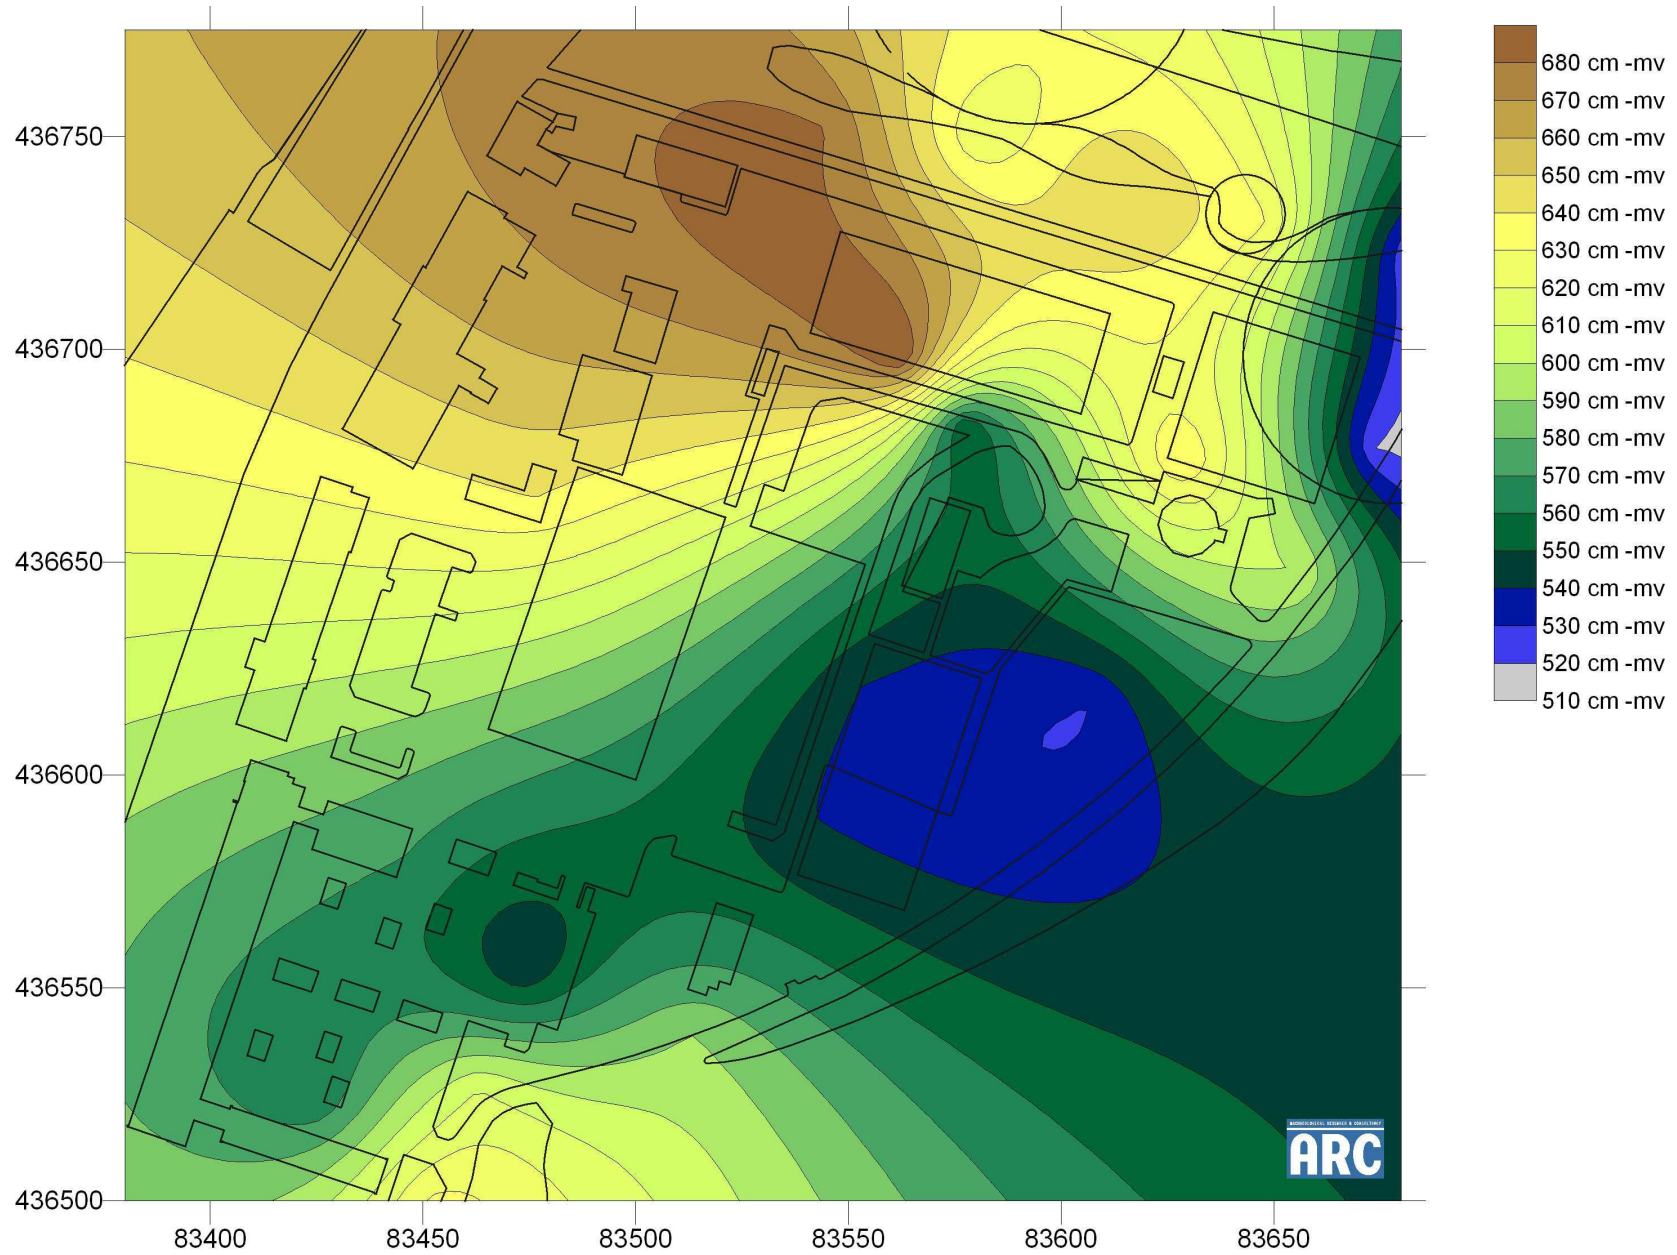 436750
436700
436650
436600
436550
436500
83400
83450
83500
83550
83600
83650
680 cm -mv
670 cm -mv
660 cm -mv
650 cm -mv
640 cm -mv
630 cm -mv
620 cm -mv
610 cm -mv
600 cm -mv
590 cm -mv
580 cm -mv
570 cm -mv
560 cm -mv
550 cm -mv
540 cm -mv
530 cm -mv
520 cm -mv
510 cm -mv
ARCHAEOLOGICAL RESEARCH & CONSULTANCY
ARC